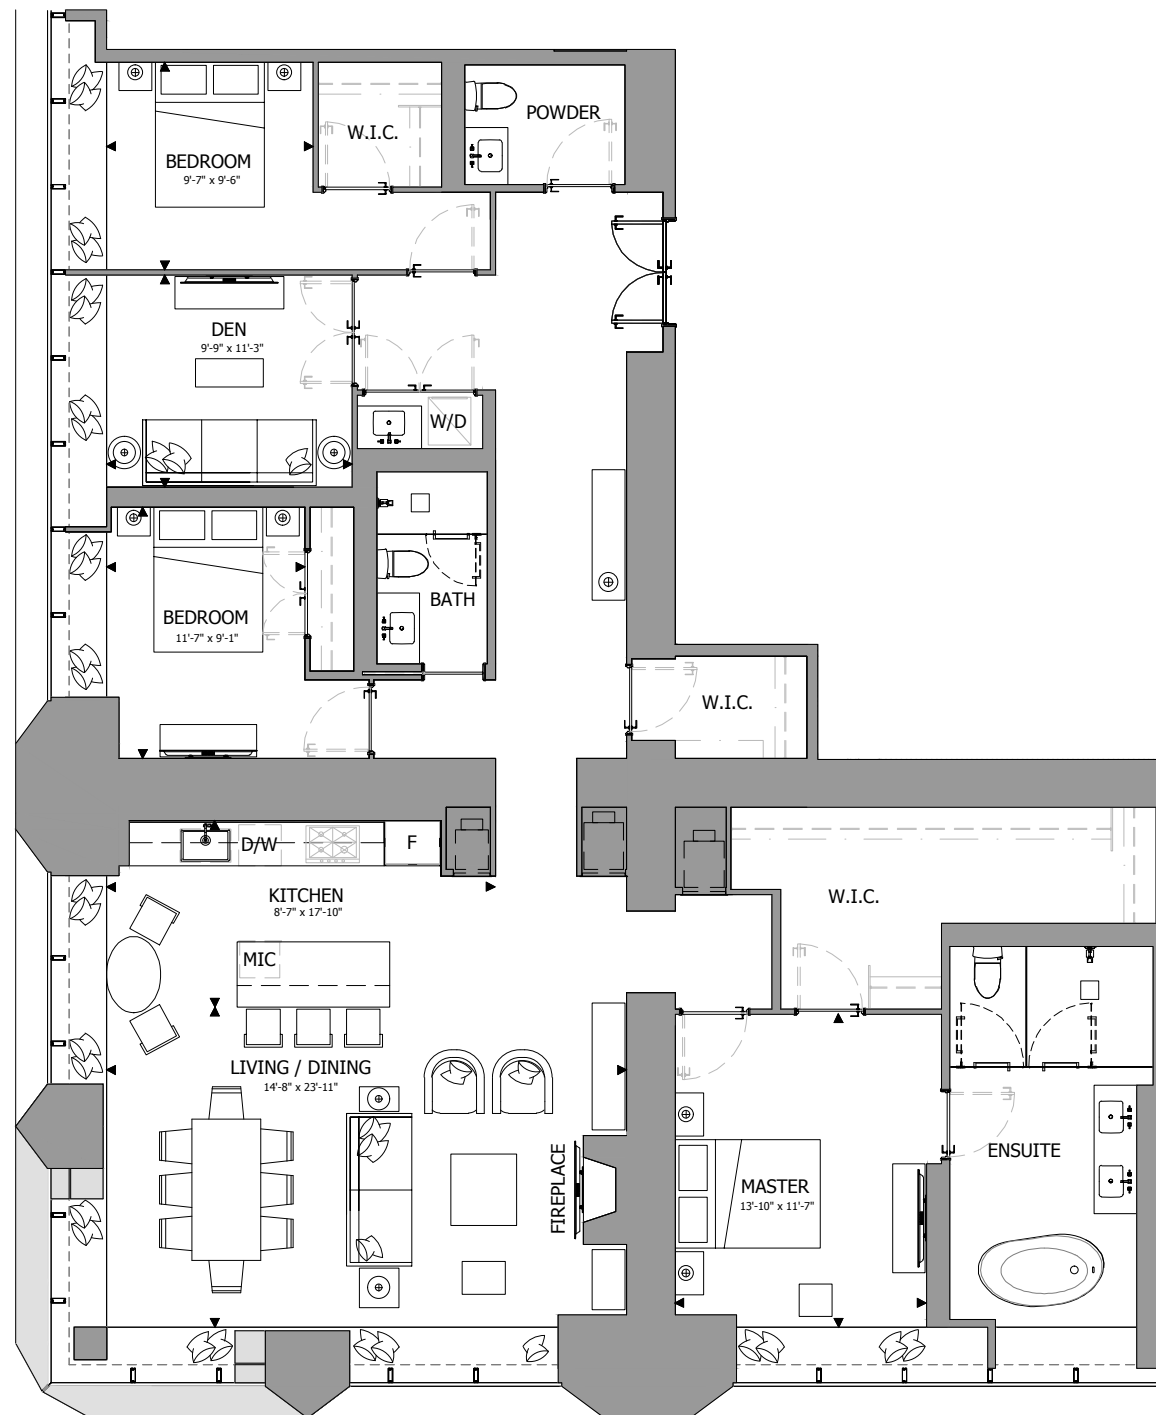 POWDER
W.I.C.
BEDROOM
9'-7" x 9'-6"
DEN
9'-9" x 11'-3"
W/D
BATH
BEDROOM
11'-7" x 9'-1"
W.I.C.
D/W
F
KITCHEN
8'-7" x 17'-10"
W.I.C.
MIC
LIVING / DINING
14'-8" x 23'-11"
FIREPLACE
ENSUITE
MASTER
13'-10" x 11'-7"